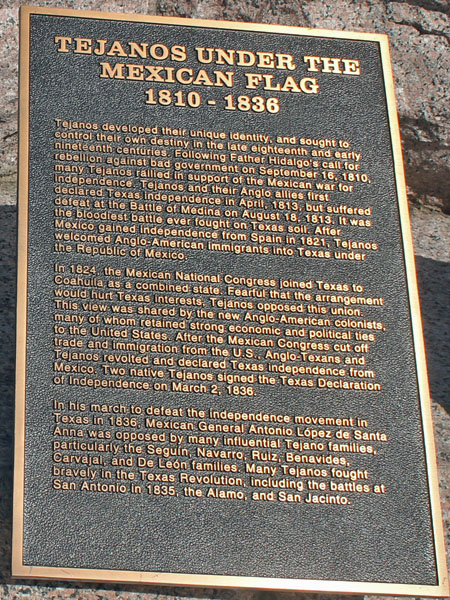 TEJANOS UNDER THE
MEXICAN FLAG
1810 - 1836
Tejanos developed their unique identity, and sought to
control their own destiny in the late eighteenth and early
nineteenth centuries. Following Father Hidalgo's call for
rebellion against bad government on September 16, 1810,
many Tejanos rallied in support of the Mexican war for
independence. Tejanos and their Anglo allies first
declared Texas independence in April, 1813, but suffered
defeat at the Battle of Medina on August 18, 1813. It was
the bloodiest battle ever fought on Texas soil. After
Mexico gained independence from Spain in 1821, Tejanos
welcomed Anglo-American immigrants into Texas under
the Republic of Mexico.
In 1824, the Mexican National Congress joined Texas to
Coahuila as a combined state. Fearful that the arrangement
would hurt Texas interests, Tejanos opposed this union.
This view was shared by the new Anglo-American colonists,
many of whom retained strong economic and political ties
to the United States. After the Mexican Congress cut off
trade and immigration from the U.S., Anglo-Texans and
Tejanos revolted and declared Texas independence from
Mexico. Two native Tejanos signed the Texas Declaration
of Independence on March 2, 1836.
In his march to defeat the independence movement in
Texas in 1836, Mexican General Antonio López de Santa
Anna was opposed by many influential Tejano families,
particularly the Seguín, Navarro, Ruiz, Benavides,
Carvajal, and De León families. Many Tejanos fought
bravely in the Texas Revolution, including the battles at
San Antonio in 1835, the Alamo, and San Jacinto.